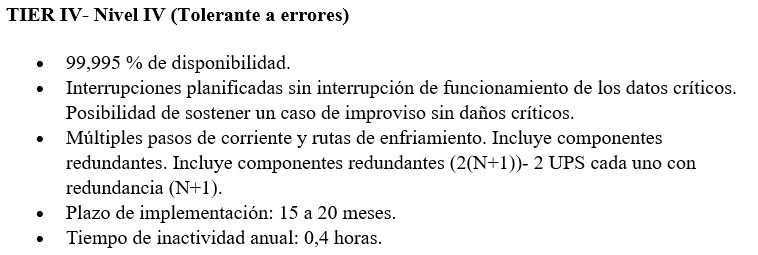 TIER IV- Nivel IV (Tolerante a errores)
• 99,995 % de disponibilidad.
• Interrupciones planificadas sin interrupción de funcionamiento de los datos críticos.
Posibilidad de sostener un caso de improviso sin daños críticos.
• Múltiples pasos de corriente y rutas de enfriamiento. Incluye componentes
redundantes. Incluye componentes redundantes (2(N+1))- 2 UPS cada uno con
redundancia (N+1).
• Plazo de implementación: 15 a 20 meses.
• Tiempo de inactividad anual: 0,4 horas.